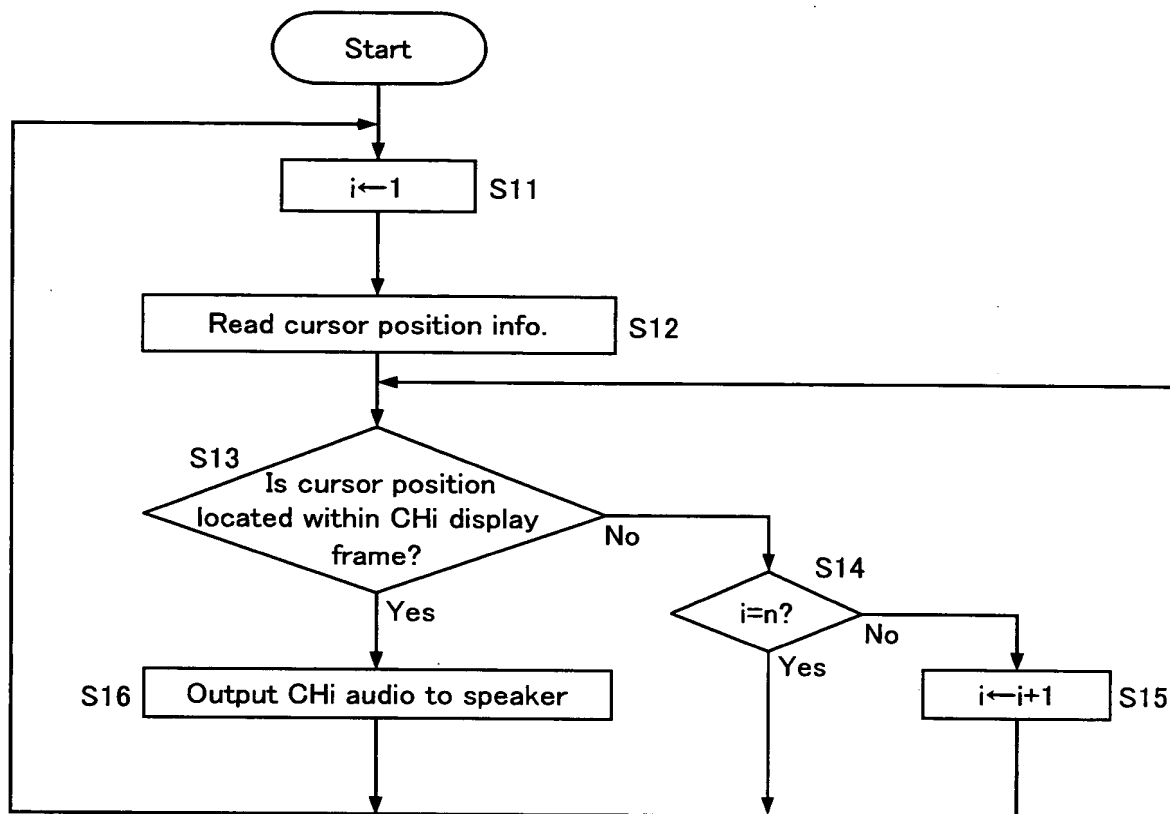 Start
i←1
S11
Read cursor position info.
S12
S13
Is cursor position
located within CHi display
frame?
No
Yes
S14
i=n?
No
Yes
S16
Output CHi audio to speaker
i←i+1
S15